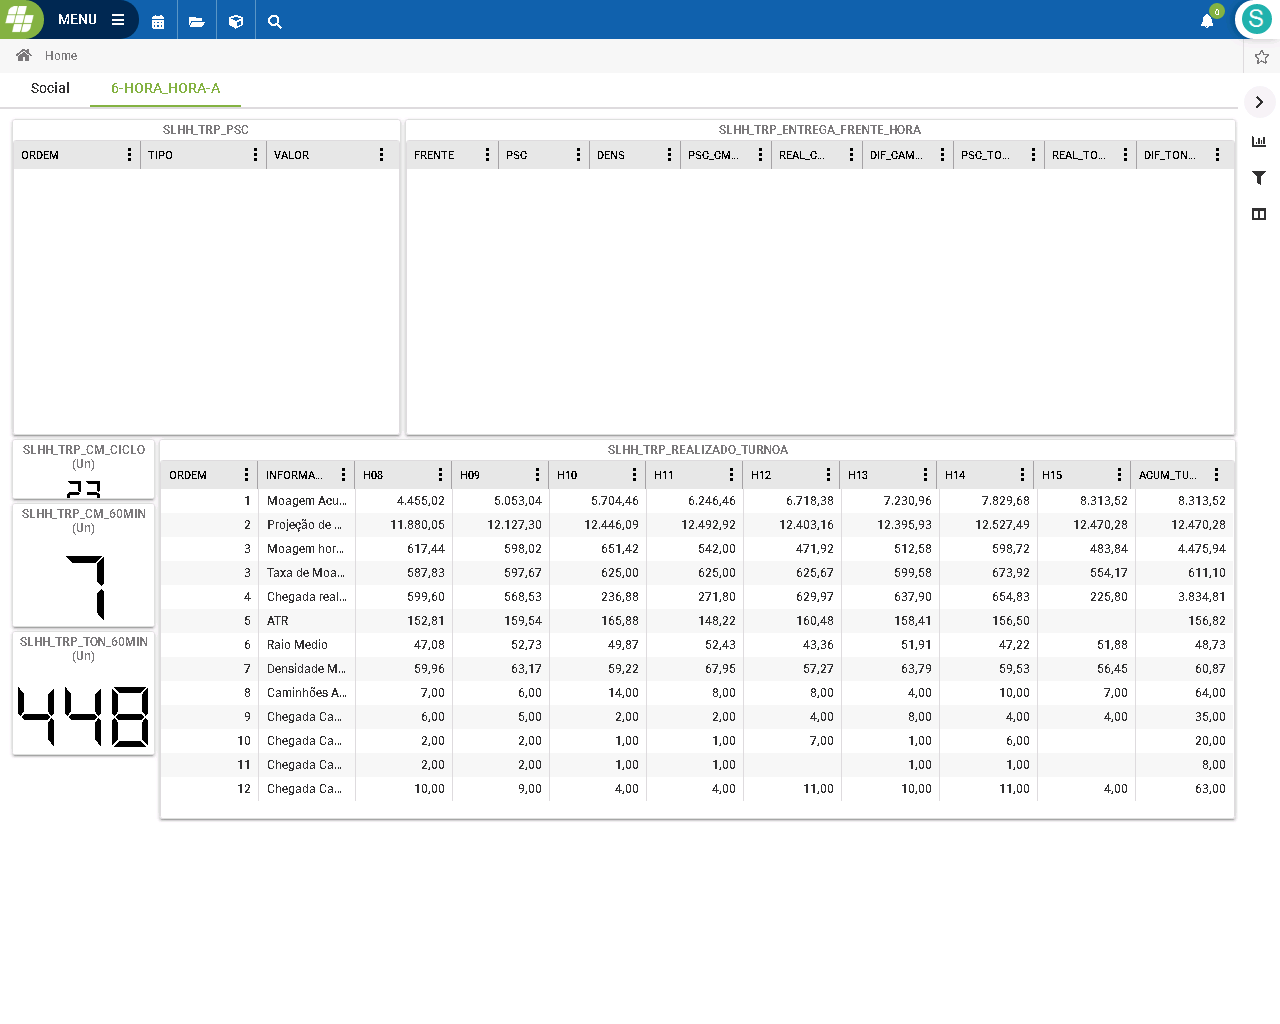 MENU
0
S
Home
Social
6-HORA_HORA-A
SLHH_TRP_PSC
ORDEM TIPO VALOR
SLHH_TRP_ENTREGA_FRENTE_HORA
FRENTE PSC DENS PSC_CM... REAL_C... DIF_CAM... PSC_TO... REAL_TO... DIF_TON...
SLHH_TRP_CM_CICLO
(Un)
23
SLHH_TRP_CM_60MIN
(Un)
7
SLHH_TRP_TON_60MIN
(Un)
448
SLHH_TRP_REALIZADO_TURNOA
ORDEM INFORMA... H08 H09 H10 H11 H12 H13 H14 H15 ACUM_TU...
1 Moagem Acu... 4.455,02 5.053,04 5.704,46 6.246,46 6.718,38 7.230,96 7.829,68 8.313,52 8.313,52
2 Projeção de ... 11.880,05 12.127,30 12.446,09 12.492,92 12.403,16 12.395,93 12.527,49 12.470,28 12.470,28
3 Moagem hor... 617,44 598,02 651,42 542,00 471,92 512,58 598,72 483,84 4.475,94
3 Taxa de Moa... 587,83 597,67 625,00 625,00 625,67 599,58 673,92 554,17 611,10
4 Chegada real... 599,60 568,53 236,88 271,80 629,97 637,90 654,83 225,80 3.834,81
5 ATR 152,81 159,54 165,88 148,22 160,48 158,41 156,50 156,82
6 Raio Medio 47,08 52,73 49,87 52,43 43,36 51,91 47,22 51,88 48,73
7 Densidade M... 59,96 63,17 59,22 67,95 57,27 63,79 59,53 56,45 60,87
8 Caminhões A... 7,00 6,00 14,00 8,00 8,00 4,00 10,00 7,00 64,00
9 Chegada Ca... 6,00 5,00 2,00 2,00 4,00 8,00 4,00 4,00 35,00
10 Chegada Ca... 2,00 2,00 1,00 1,00 7,00 1,00 6,00 20,00
11 Chegada Ca... 2,00 2,00 1,00 1,00 1,00 1,00 8,00
12 Chegada Ca... 10,00 9,00 4,00 4,00 11,00 10,00 11,00 4,00 63,00